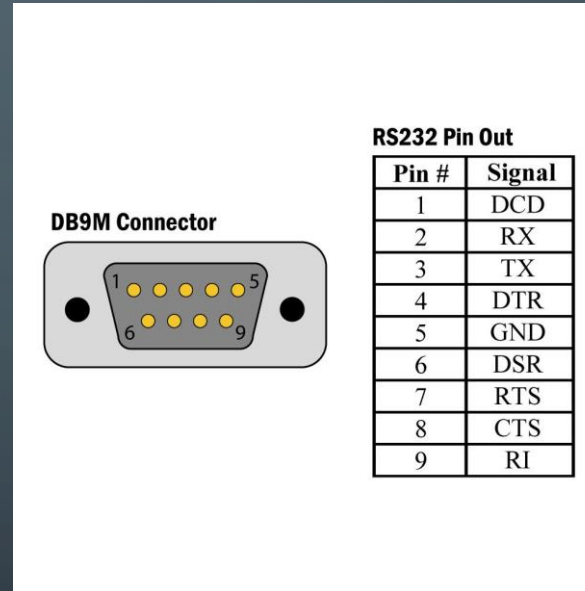 RS232 Pin Out
Pin # Signal
1 DCD
2 RX
3 TX
4 DTR
5 GND
6 DSR
7 RTS
8 CTS
9 RI
DB9M Connector
1 5
6 9